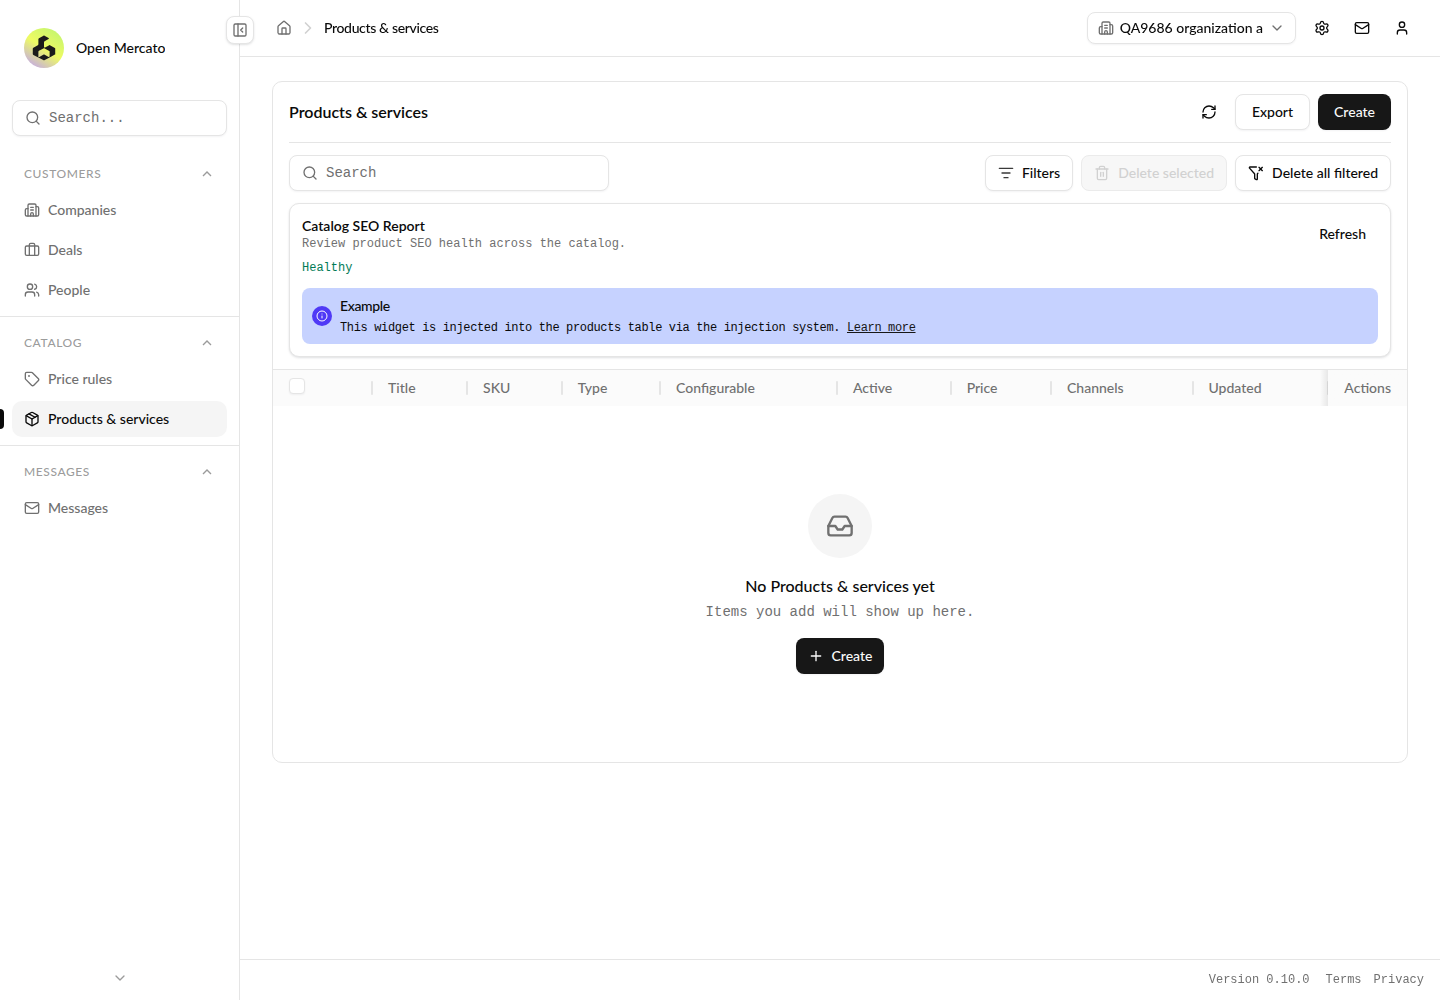 Open Mercato
Products & services
QA9686 organization a
Search...
CUSTOMERS
Companies
Deals
People
CATALOG
Price rules
Products & services
MESSAGES
Messages
Products & services
Export
Create
Search
Filters
Delete selected
Delete all filtered
Catalog SEO Report
Review product SEO health across the catalog.
Refresh
Healthy
Example
This widget is injected into the products table via the injection system. Learn more
Title
SKU
Type
Configurable
Active
Price
Channels
Updated
Actions
No Products & services yet
Items you add will show up here.
Create
Version 0.10.0
Terms
Privacy